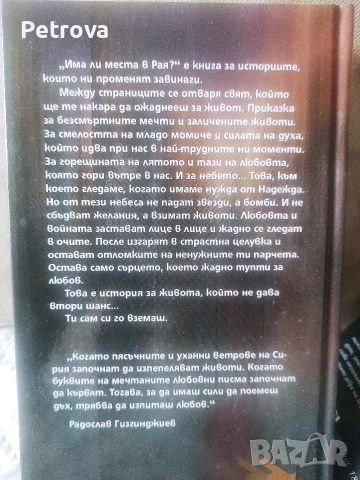 Petrova
„Има ли места в Рая?“ е книга за историите,
които ни променят завинаги.
Между страниците се отваря свят, който
ще те накара да ожаднееш за живот. Приказка
за безсмъртните мечти и заличените животи.
За смелостта на младо момиче и силата на духа,
който идва при нас в най-трудните ни моменти.
За горещината на лятото и тази на любовта,
която гори вътре в нас. И за небето... Това, към
което гледаме, когато имаме нужда от Надежда.
Но от тези небеса не падат звезди, а бомби. И не
сбъдват желания, а взимат животи. Любовта и
войната застават лице в лице и жадно се гледат
в очите. После изгарят в страстна целувка и
остават отломките на ненужните ти парчета.
Остава само сърцето, което жадно тупти за
любов.
Това е история за живота, който не дава
втори шанс...
Ти сам си го вземаш.
„Когато пясъчните и уханни ветрове на Си-
рия започнат да изпепеляват животи. Когато
буквите на мечтаните любовни писма започнат
да кървят. Тогава, за да имаш сили да поемеш
дъх, трябва да изпиташ любов.“
Радослав Гизгинджиев
BAZAR